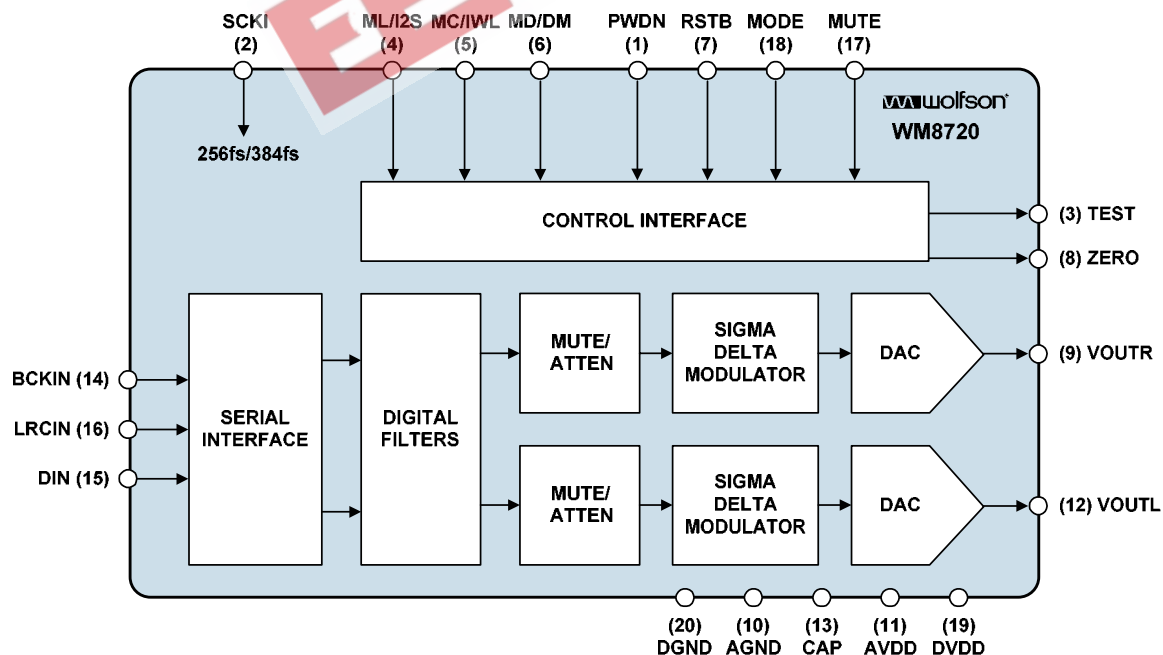 SCKI ML/I2S MC/IWL MD/DM PWDN RSTB MODE MUTE
(2) (4) (5) (6) (1) (7) (18) (17)
wolfson
WM8720
256fs/384fs
CONTROL INTERFACE
(3) TEST
(8) ZERO
BCKIN (14)
LRCIN (16)
DIN (15)
SERIAL
INTERFACE
DIGITAL
FILTERS
MUTE/
ATTEN
SIGMA
DELTA
MODULATOR
DAC
(9) VOUTR
MUTE/
ATTEN
SIGMA
DELTA
MODULATOR
DAC
(12) VOUTL
(20) (10) (13) (11) (19)
DGND AGND CAP AVDD DVDD